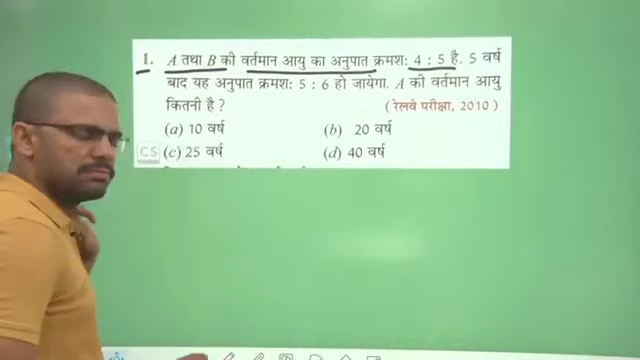 1. A तथा B की वर्तमान आयु का अनुपात क्रमश: 4 : 5 है. 5 वर्ष
बाद यह अनुपात क्रमश: 5 : 6 हो जायेगा. A की वर्तमान आयु
कितनी है ? ( रेलवे परीक्षा, 2010 )
(a) 10 वर्ष (b) 20 वर्ष
CS (c) 25 वर्ष (d) 40 वर्ष